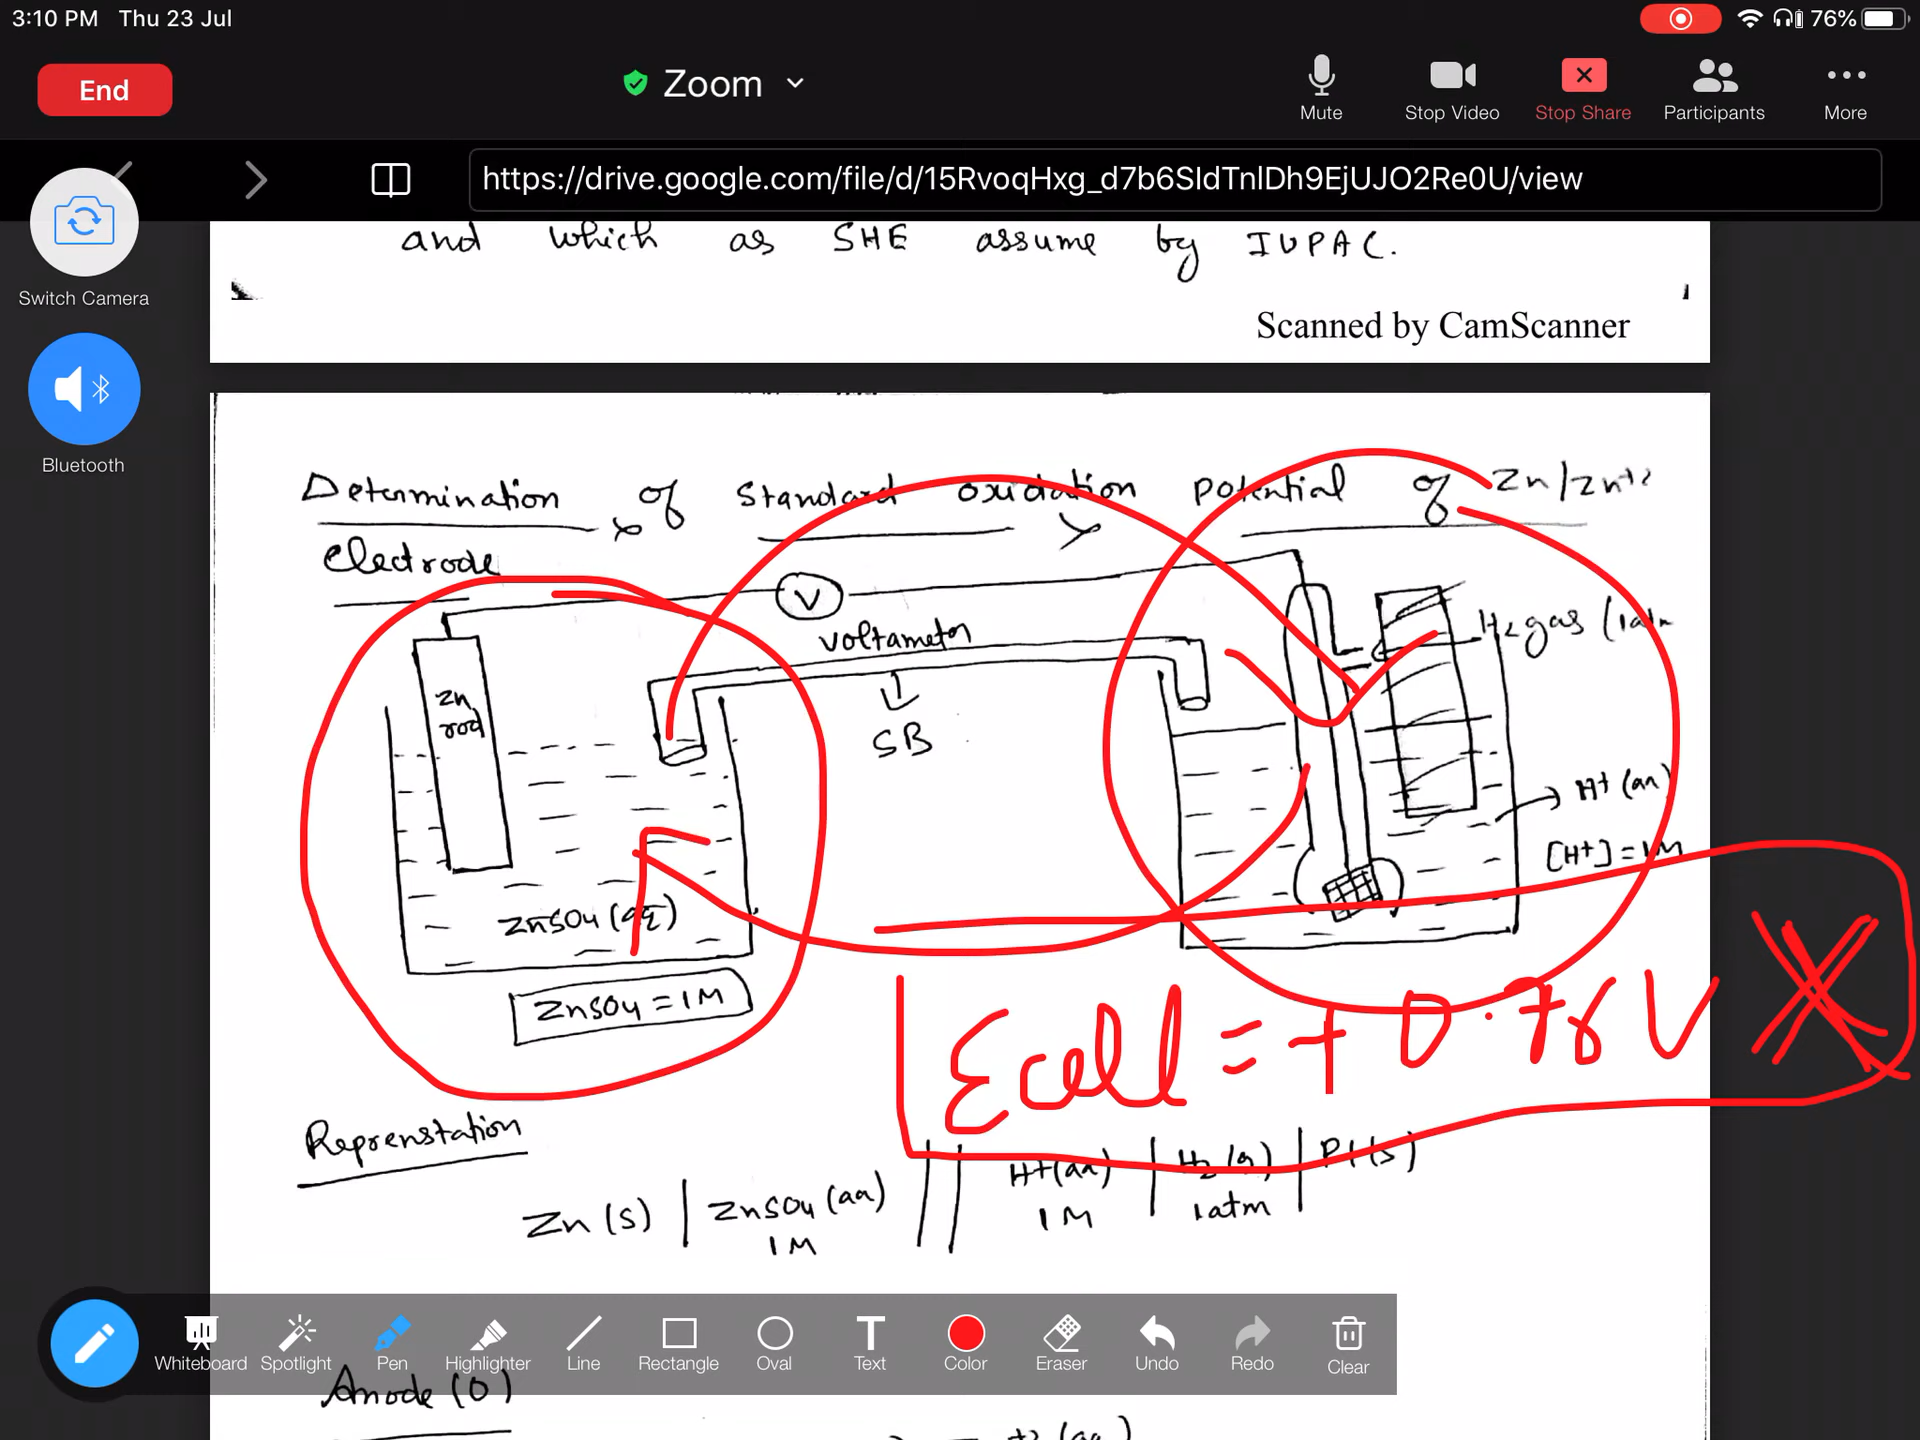 3:10 PM Thu 23 Jul
76%
End
Zoom
Mute
Stop Video
Stop Share
Participants
More
https://drive.google.com/file/d/15RvoqHxg_d7b6SIdTnIDh9EjUJO2Re0U/view
Switch Camera
Bluetooth
and which as SHE assume by IUPAC.
Scanned by CamScanner
Determination of Standard oxidation Potential of Zn/Zn+2
Electrode
V
voltameter
H2 gas (1atm
Zn
rod
SB
H+ (aq)
[H+] = 1M
ZnSO4 (aq)
ZnSO4 = 1M
Ecell = + 0.76 V
Reprenstation
Zn (s) | ZnSO4 (aq) || H+(aq) | H2 (g) | Pt(s)
1M 1M 1atm
Whiteboard
Spotlight
Pen
Highlighter
Line
Rectangle
Oval
Text
Color
Eraser
Undo
Redo
Clear
Anode (O)